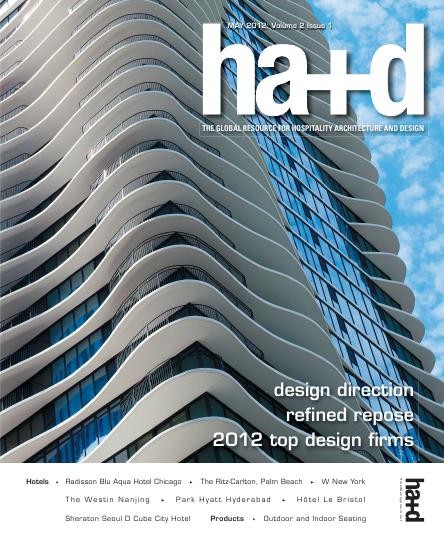 MAY 2012: Volume 2 Issue 1
ha+d
THE GLOBAL RESOURCE FOR HOSPITALITY ARCHITECTURE AND DESIGN
design direction
refined repose
2012 top design firms
Hotels • Radisson Blu Aqua Hotel Chicago • The Ritz-Carlton, Palm Beach • W New York
The Westin Nanjing • Park Hyatt Hyderabad • Hôtel Le Bristol
Sheraton Seoul D Cube City Hotel Products • Outdoor and Indoor Seating
ha+d